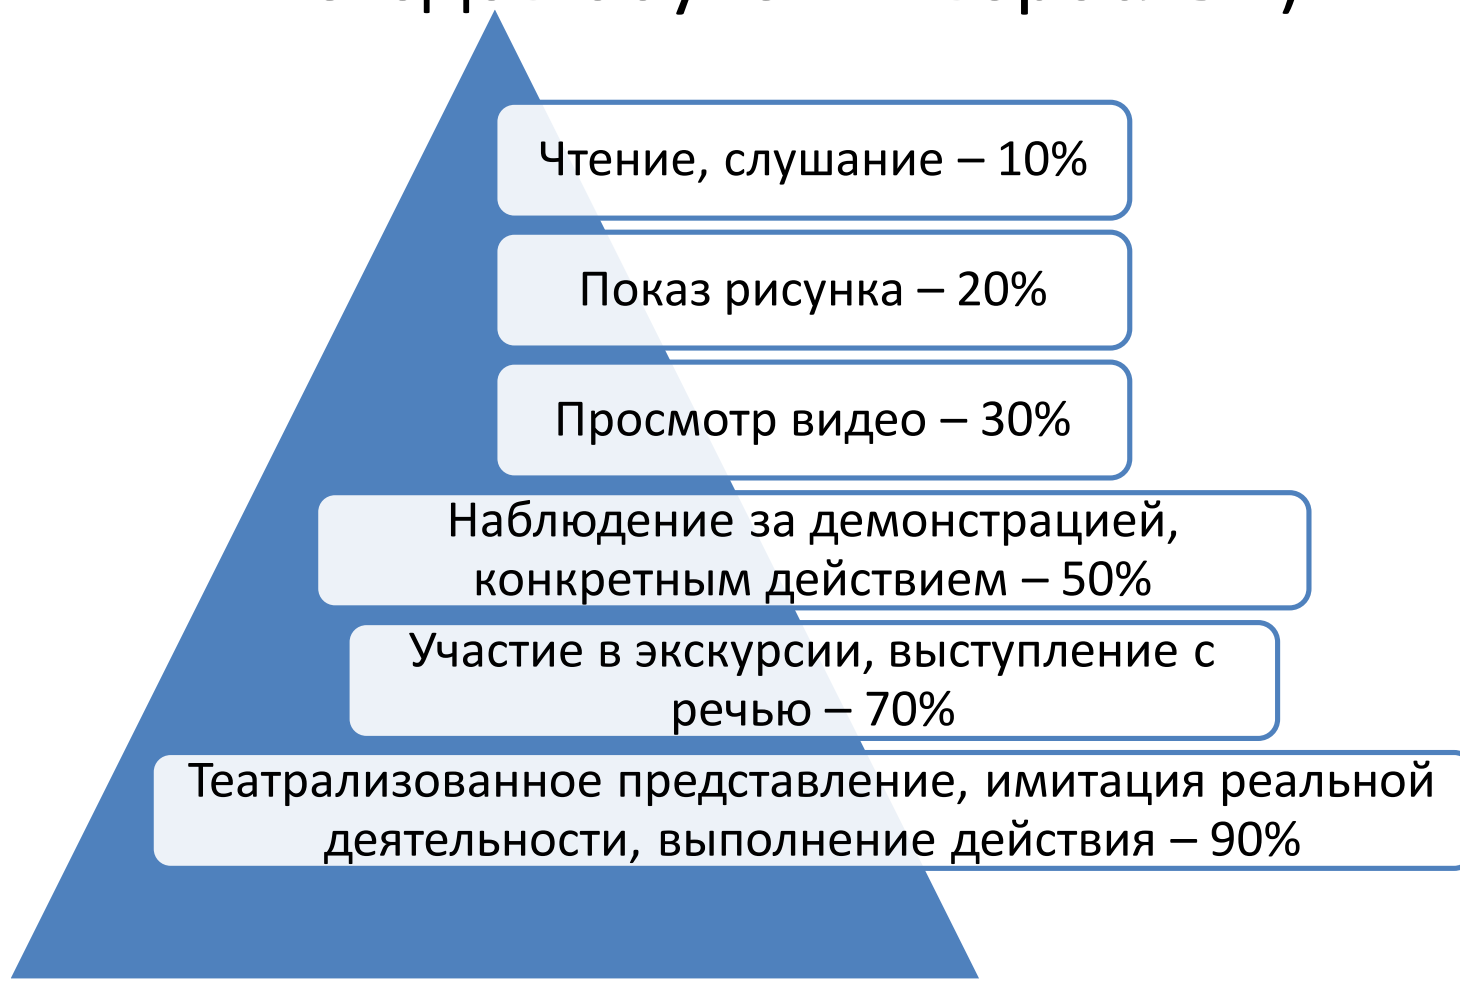 Чтение, слушание – 10%
Показ рисунка – 20%
Просмотр видео – 30%
Наблюдение за демонстрацией,
конкретным действием – 50%
Участие в экскурсии, выступление с
речью – 70%
Театрализованное представление, имитация реальной
деятельности, выполнение действия – 90%